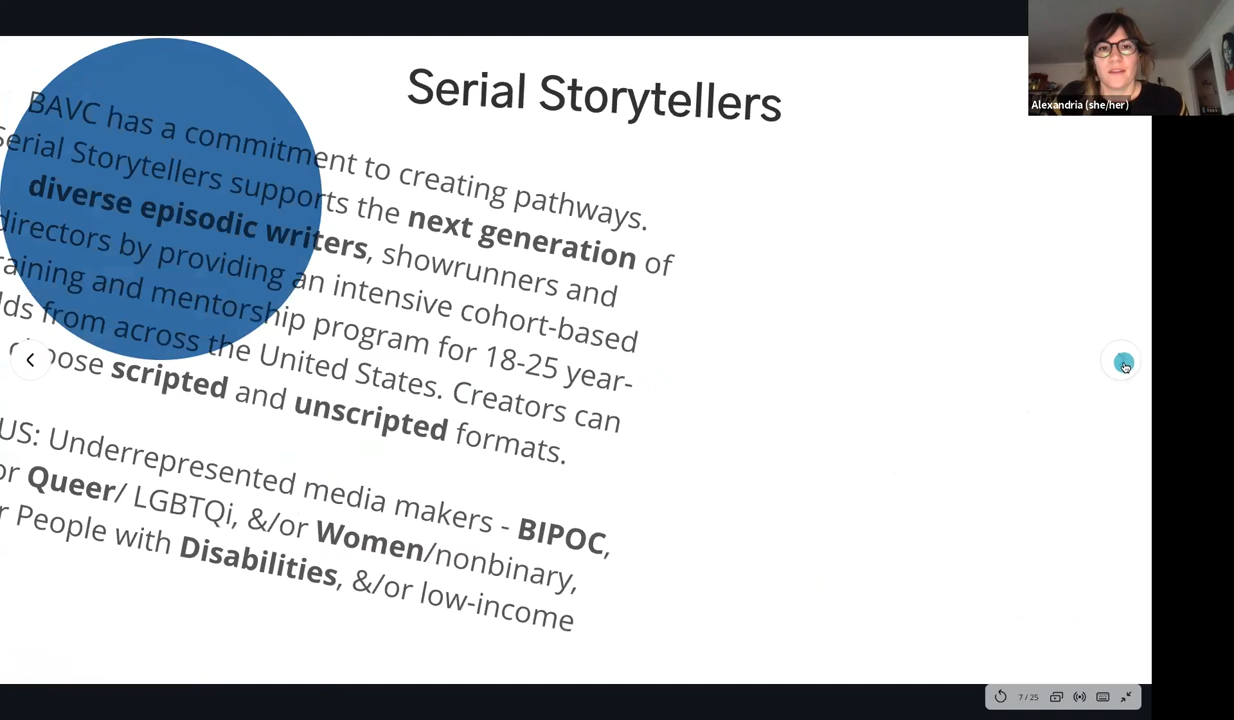 Serial Storytellers
Alexandria (she/her)
BAVC has a commitment to creating pathways.
Serial Storytellers supports the next generation of
diverse episodic writers, showrunners and
directors by providing an intensive cohort-based
raining and mentorship program for 18-25 year-
lds from across the United States. Creators can
scripted and unscripted formats.
US: Underrepresented media makers - BIPOC,
or Queer/ LGBTQi, &/or Women/nonbinary,
r People with Disabilities, &/or low-income
7 / 25